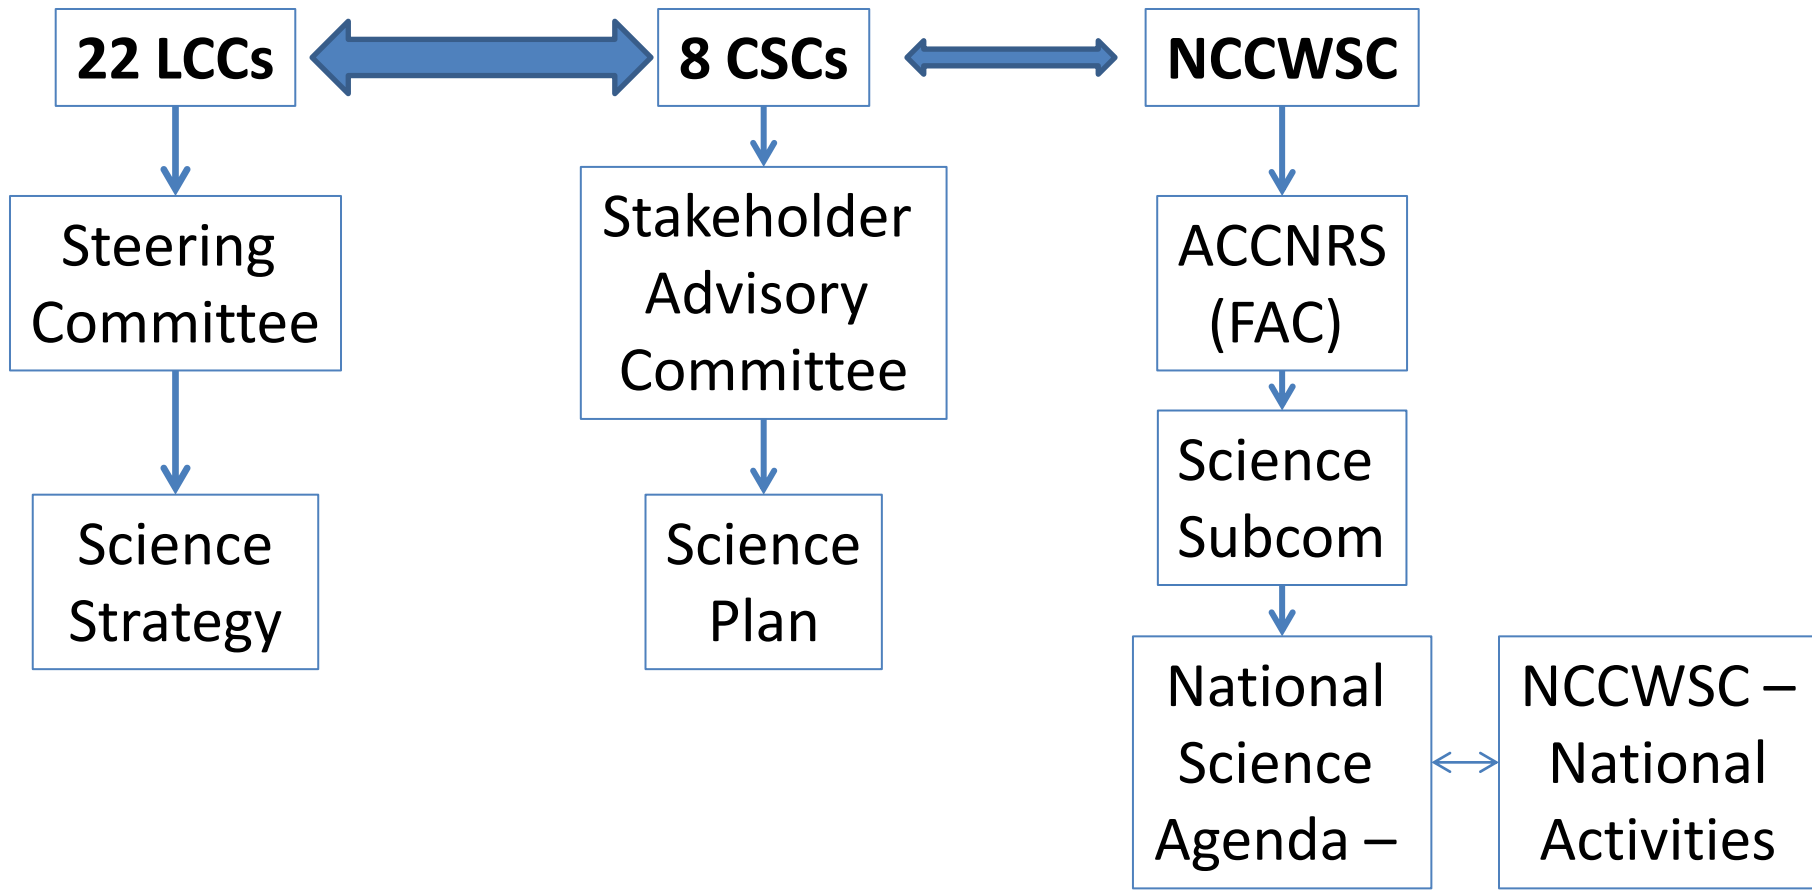 22 LCCs
8 CSCs
NCCWSC
Steering
Committee
Stakeholder
Advisory
Committee
ACCNRS
(FAC)
Science
Strategy
Science
Plan
Science
Subcom
National
Science
Agenda –
NCCWSC –
National
Activities